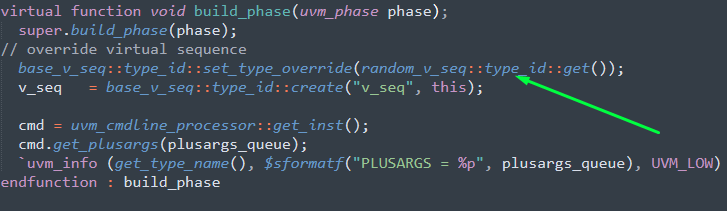 virtual function void build_phase(uvm_phase phase);
super.build_phase(phase);
// override virtual sequence
base_v_seq::type_id::set_type_override(random_v_seq::type_id::get());
v_seq   = base_v_seq::type_id::create("v_seq", this);
cmd = uvm_cmdline_processor::get_inst();
cmd.get_plusargs(plusargs_queue);
`uvm_info (get_type_name(), $sformatf("PLUSARGS = %p", plusargs_queue), UVM_LOW)
endfunction : build_phase